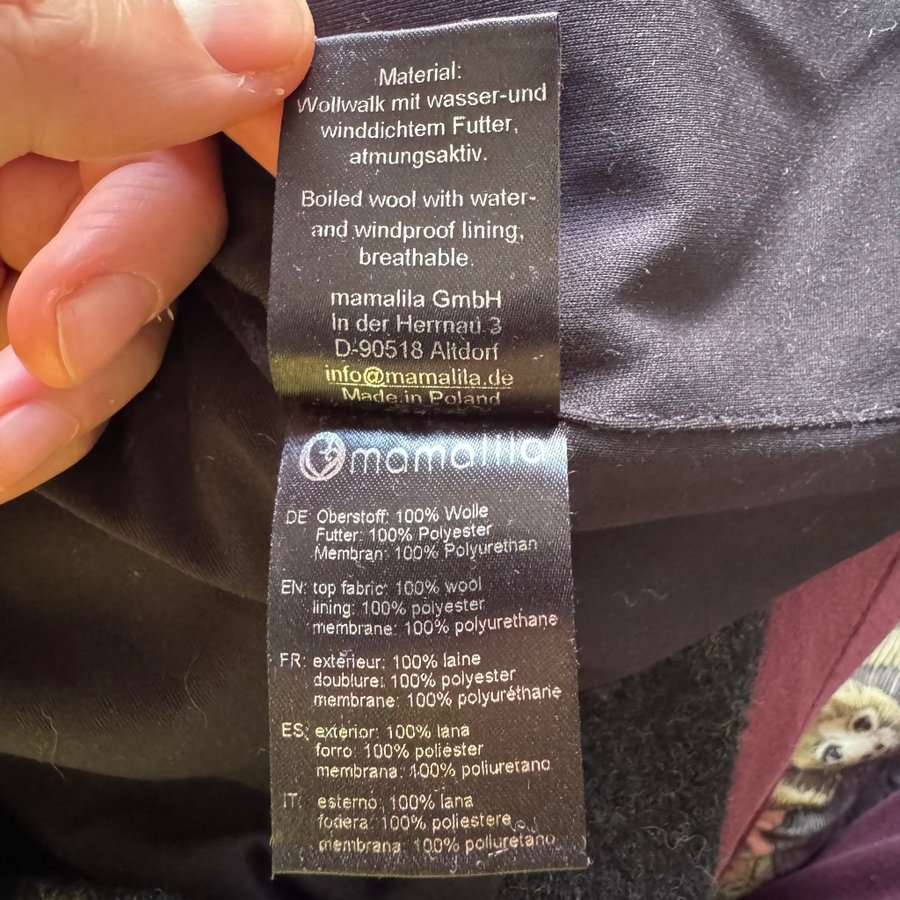 Material:
Wollwalk mit wasser-und
winddichtem Futter,
atmungsaktiv.
Boiled wool with water-
and windproof lining,
breathable.
mamalila GmbH
In der Herrnau 3
D-90518 Altdorf
info@mamalila.de
Made in Poland
mamalila
DE: Oberstoff: 100% Wolle
Futter: 100% Polyester
Membran: 100% Polyurethan
EN: top fabric: 100% wool
lining: 100% polyester
membrane: 100% polyurethane
FR: extérieur: 100% laine
doublure: 100% polyester
membrane: 100% polyuréthane
ES: exterior: 100% lana
forro: 100% poliéster
membrana: 100% poliuretano
IT: esterno: 100% lana
fodera: 100% poliestere
membrana: 100% poliuretano